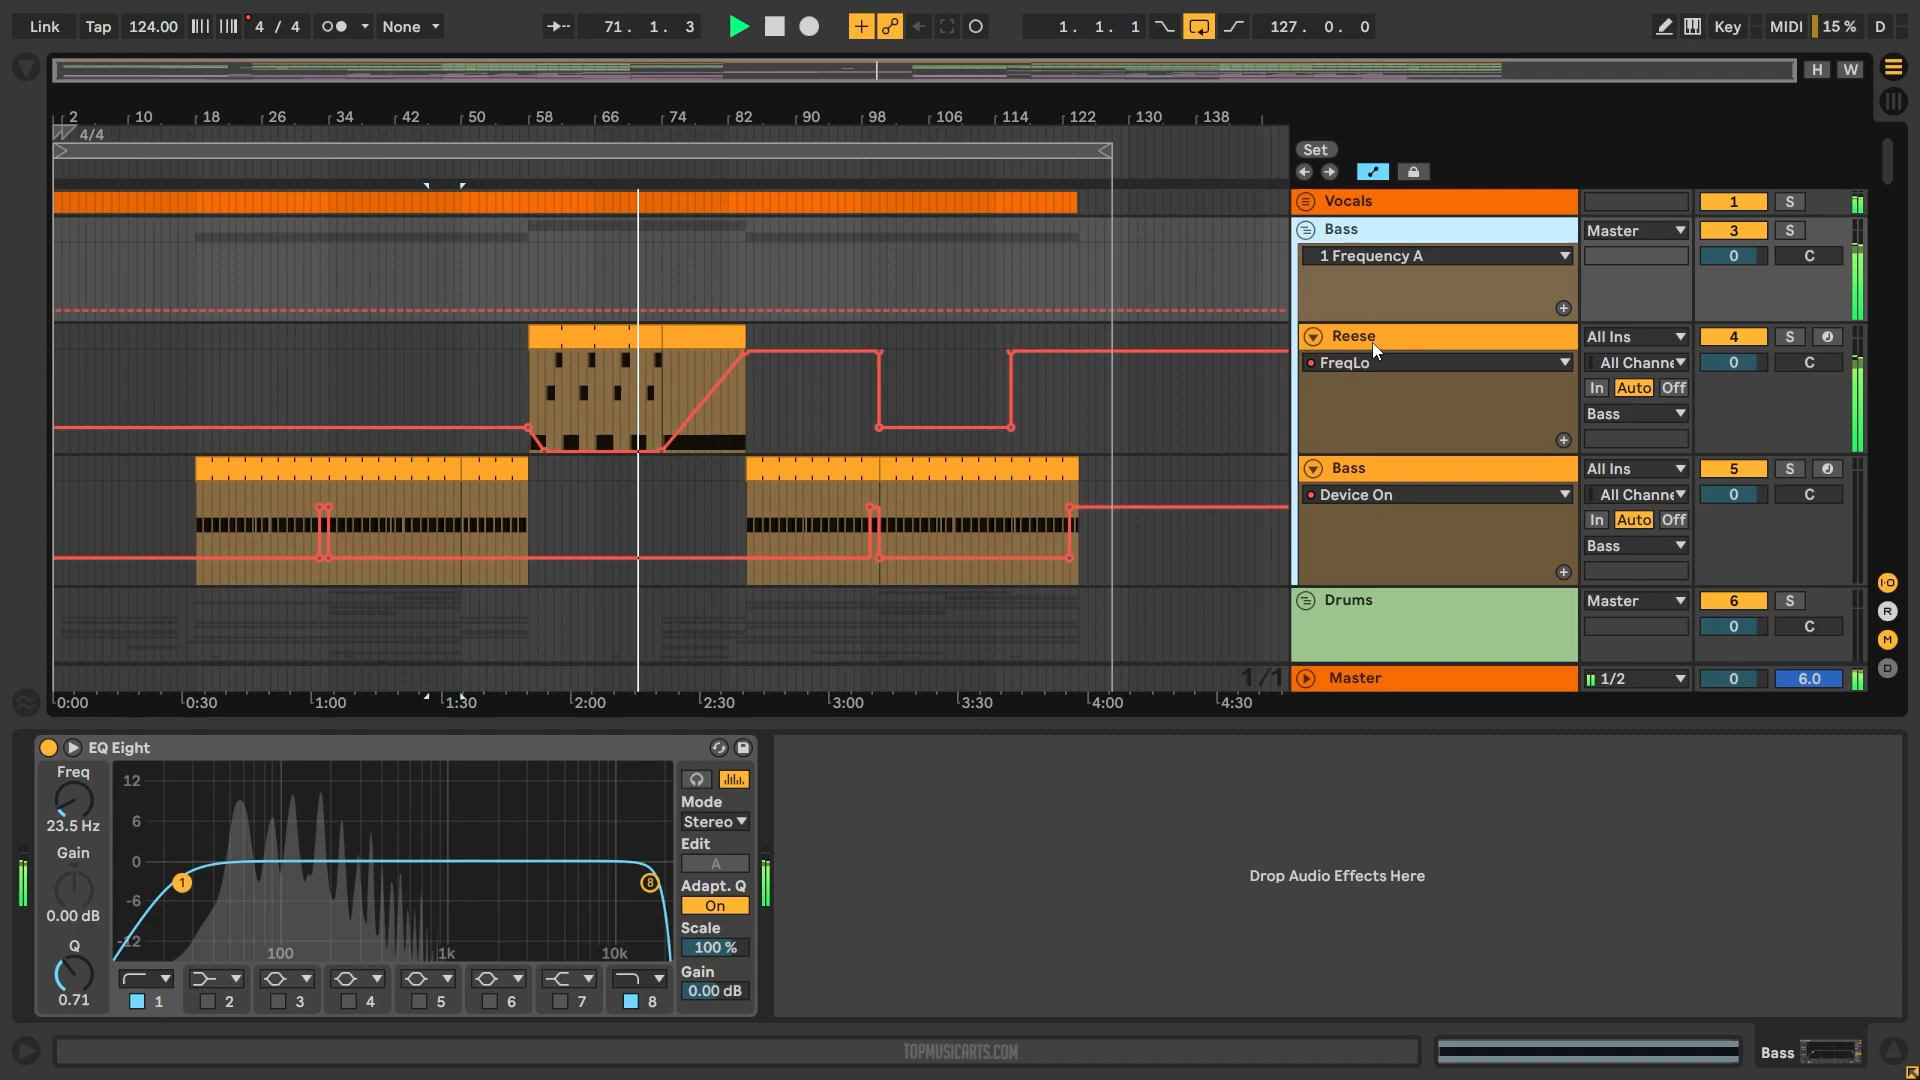 Link Tap 124.00 4 / 4 None 71. 1. 3 1. 1. 1 127. 0. 0 Key MIDI 15 % D
H W
2 10 18 26 34 42 50 58 66 74 82 90 98 106 114 122 130 138
4/4
Set
Vocals 1 S
Bass Master 3 S
1 Frequency A 0 C
Reese All Ins 4 S
FreqLo All Channe 0 C
In Auto Off
Bass
Bass All Ins 5 S
Device On All Channe 0 C
In Auto Off
Bass
I·O
Drums Master 6 S
R
0 C
M
D
1/1 Master 1/2 0 6.0
0:00 0:30 1:00 1:30 2:00 2:30 3:00 3:30 4:00 4:30
EQ Eight
Freq
23.5 Hz
Gain
0.00 dB
Q
0.71
12
6
0
-6
-12
1 8
100 1k 10k
1 2 3 4 5 6 7 8
Mode
Stereo
Edit
A
Adapt. Q
On
Scale
100 %
Gain
0.00 dB
Drop Audio Effects Here
TOPMUSICARTS.COM
Bass